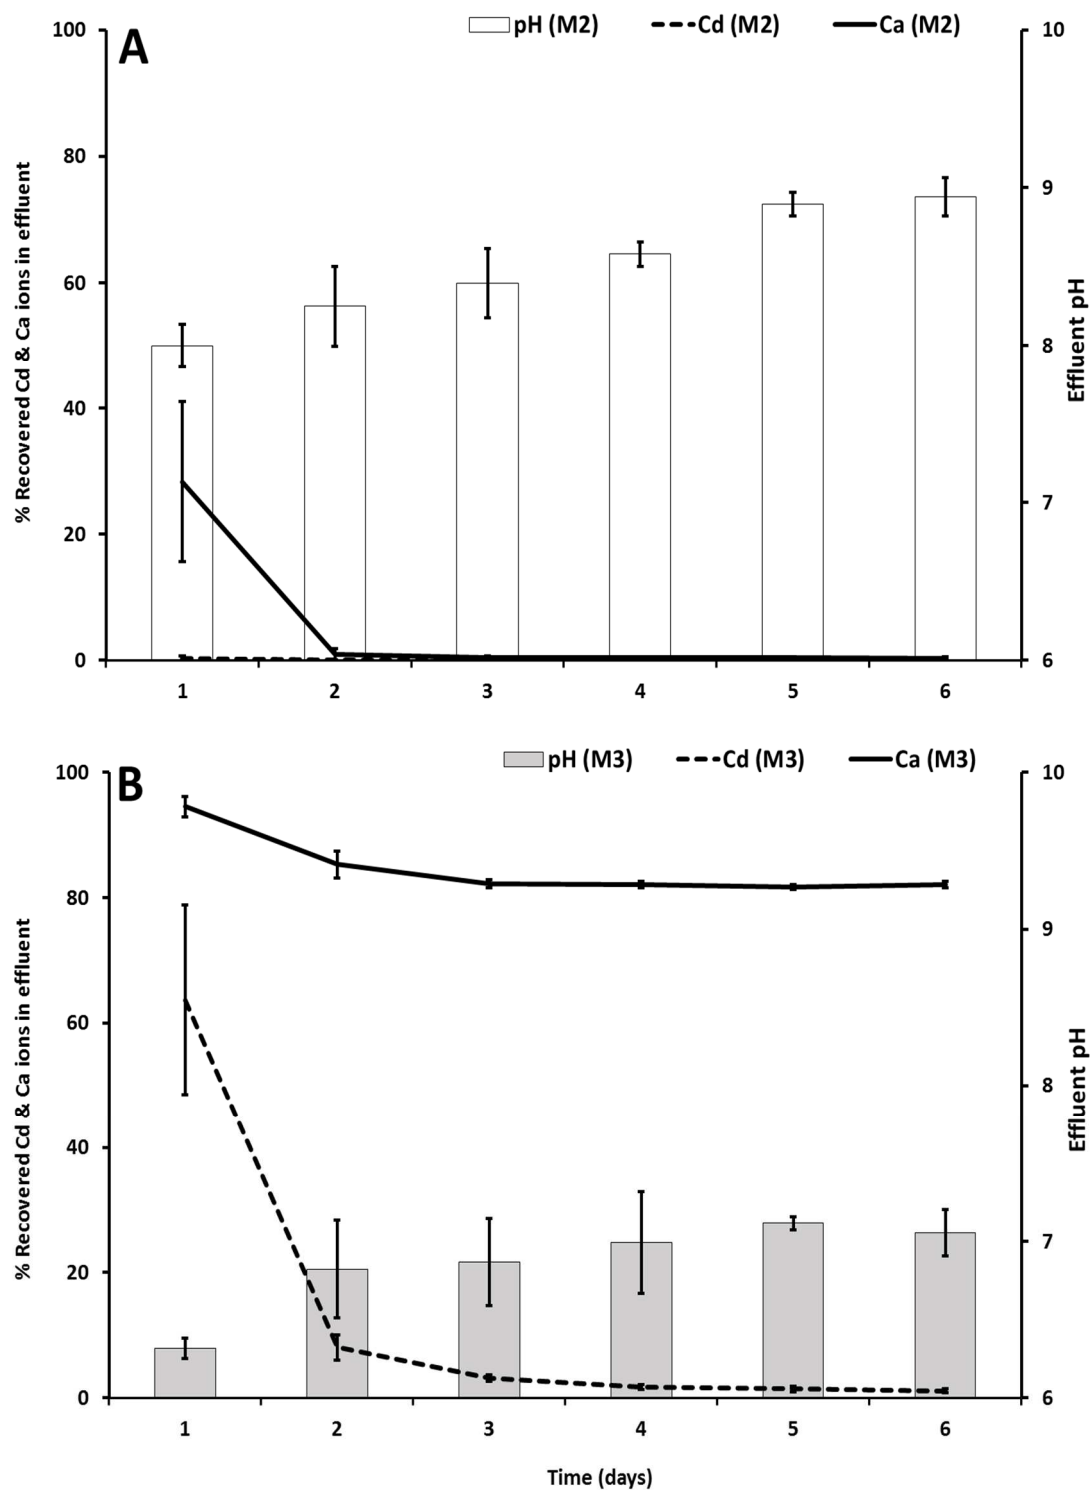 A
pH (M2) Cd (M2) Ca (M2)
% Recovered Cd & Ca ions in effluent
100
80
60
40
20
0
Effluent pH
10
9
8
7
6
1 2 3 4 5 6
B
pH (M3) Cd (M3) Ca (M3)
% Recovered Cd & Ca ions in effluent
100
80
60
40
20
0
Effluent pH
10
9
8
7
6
1 2 3 4 5 6
Time (days)